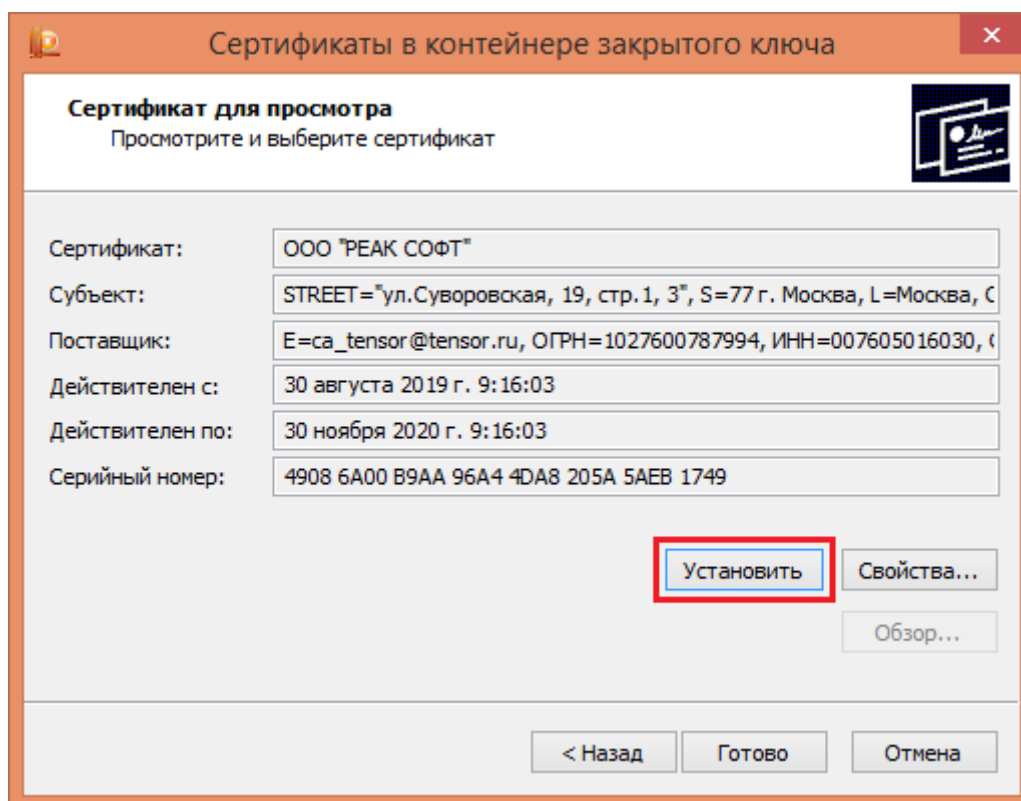 Сертификаты в контейнере закрытого ключа
Сертификат для просмотра
Просмотрите и выберите сертификат
Сертификат: ООО "РЕАК СОФТ"
Субъект: STREET="ул.Суворовская, 19, стр.1, 3", S=77 г. Москва, L=Москва,
Поставщик: E=ca_tensor@tensor.ru, ОГРН=1027600787994, ИНН=007605016030,
Действителен с: 30 августа 2019 г. 9:16:03
Действителен по: 30 ноября 2020 г. 9:16:03
Серийный номер: 4908 6A00 B9AA 96A4 4DA8 205A 5AEB 1749
Установить Свойства...
Обзор...
< Назад Готово Отмена